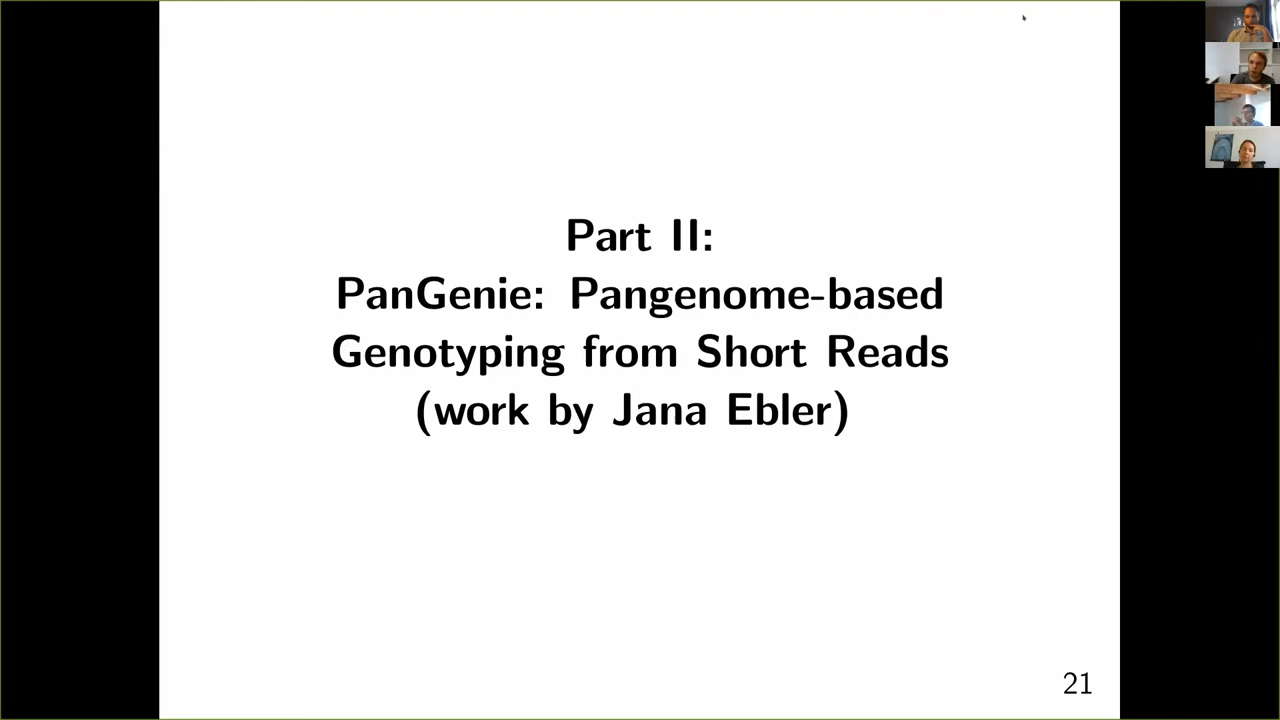 Part II:
PanGenie: Pangenome-based
Genotyping from Short Reads
(work by Jana Ebler)
21